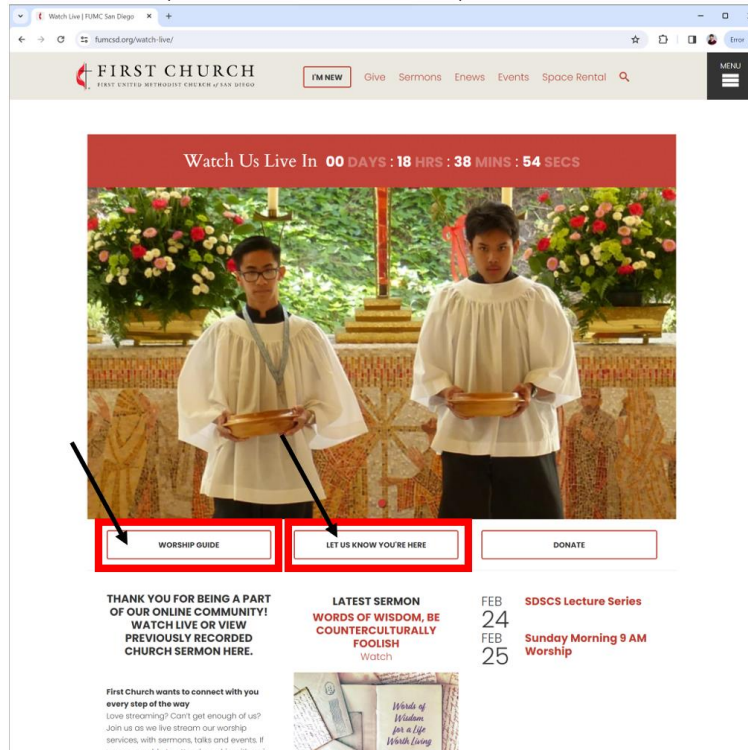 Watch Live | FUMC San Diego
fumcsd.org/watch-live/
Error
FIRST CHURCH
FIRST UNITED METHODIST CHURCH of SAN DIEGO
I'M NEW Give Sermons Enews Events Space Rental
MENU
Watch Us Live In 00 DAYS : 18 HRS : 38 MINS : 54 SECS
WORSHIP GUIDE
LET US KNOW YOU'RE HERE
DONATE
THANK YOU FOR BEING A PART
OF OUR ONLINE COMMUNITY!
WATCH LIVE OR VIEW
PREVIOUSLY RECORDED
CHURCH SERMON HERE.
First Church wants to connect with you
every step of the way
Love streaming? Can't get enough of us?
Join us as we live stream our worship
services, with sermons, talks and events. If
LATEST SERMON
WORDS OF WISDOM, BE
COUNTERCULTURALLY
FOOLISH
Watch
Words of
Wisdom
for a Life
Worth Living
FEB
24
SDSCS Lecture Series
FEB
25
Sunday Morning 9 AM
Worship